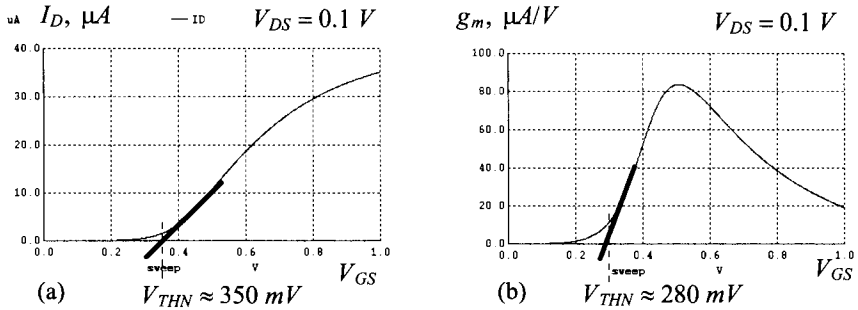 uA I_D, μA — ID V_DS = 0.1 V
40.0
30.0
20.0
10.0
0.0
0.0 0.2 0.4 0.6 0.8 1.0
sweep V V_GS
(a) V_THN ≈ 350 mV
g_m, μA/V V_DS = 0.1 V
100.0
80.0
60.0
40.0
20.0
0.0
0.0 0.2 0.4 0.6 0.8 1.0
sweep V V_GS
(b) V_THN ≈ 280 mV